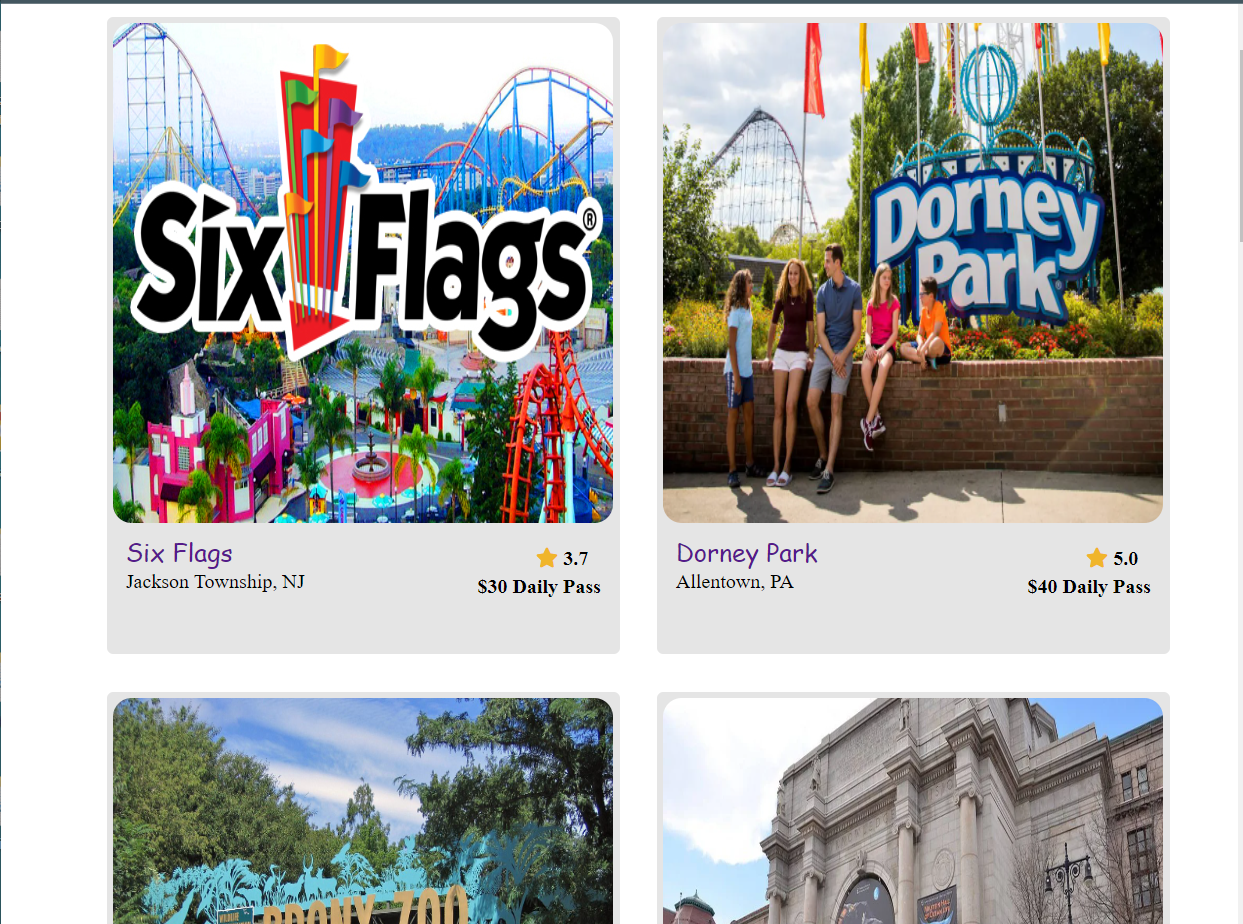 Six Flags®
Dorney
Park®
Six Flags
3.7
Jackson Township, NJ
$30 Daily Pass
Dorney Park
5.0
Allentown, PA
$40 Daily Pass
BRONX ZOO